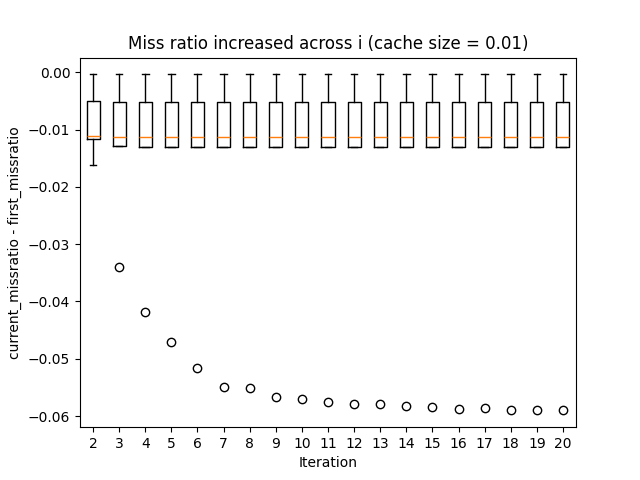 Miss ratio increased across i (cache size = 0.01)
current_missratio - first_missratio
0.00
−0.01
−0.02
−0.03
−0.04
−0.05
−0.06
2 3 4 5 6 7 8 9 10 11 12 13 14 15 16 17 18 19 20
Iteration